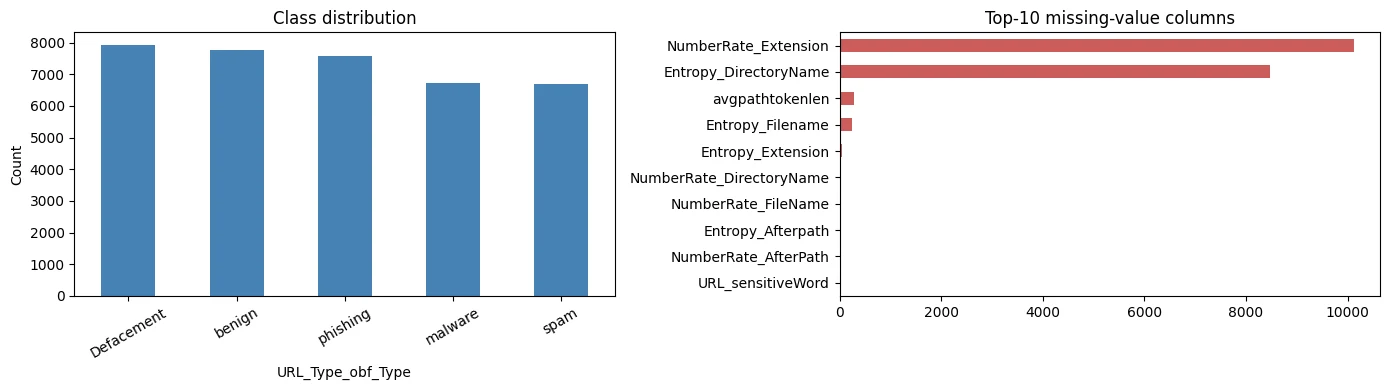 Class distribution
Count
8000
7000
6000
5000
4000
3000
2000
1000
0
Defacement
benign
phishing
malware
spam
URL_Type_obf_Type
Top-10 missing-value columns
NumberRate_Extension
Entropy_DirectoryName
avgpathtokenlen
Entropy_Filename
Entropy_Extension
NumberRate_DirectoryName
NumberRate_FileName
Entropy_Afterpath
NumberRate_AfterPath
URL_sensitiveWord
0
2000
4000
6000
8000
10000